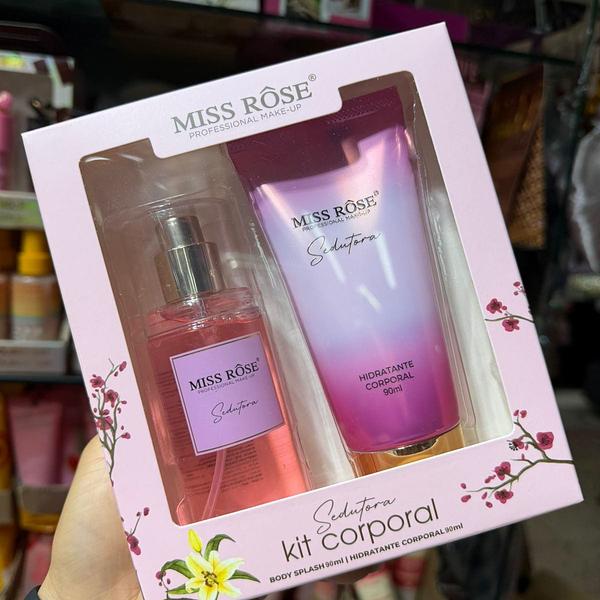 MISS RÔSE®
PROFESSIONAL MAKE-UP
MISS RÔSE®
PROFESSIONAL MAKE-UP
Sedutora
HIDRATANTE
CORPORAL
90ml
MISS RÔSE®
PROFESSIONAL MAKE-UP
Sedutora
Sedutora
kit corporal
BODY SPLASH 90ml | HIDRATANTE CORPORAL 90ml